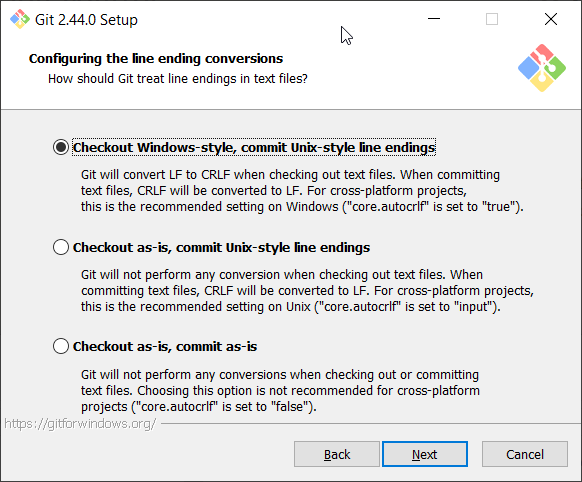 Git 2.44.0 Setup
Configuring the line ending conversions
How should Git treat line endings in text files?
Checkout Windows-style, commit Unix-style line endings
Git will convert LF to CRLF when checking out text files. When committing
text files, CRLF will be converted to LF. For cross-platform projects,
this is the recommended setting on Windows ("core.autocrlf" is set to "true").
Checkout as-is, commit Unix-style line endings
Git will not perform any conversion when checking out text files. When
committing text files, CRLF will be converted to LF. For cross-platform projects,
this is the recommended setting on Unix ("core.autocrlf" is set to "input").
Checkout as-is, commit as-is
Git will not perform any conversions when checking out or committing
text files. Choosing this option is not recommended for cross-platform
projects ("core.autocrlf" is set to "false").
https://gitforwindows.org/
Back Next Cancel